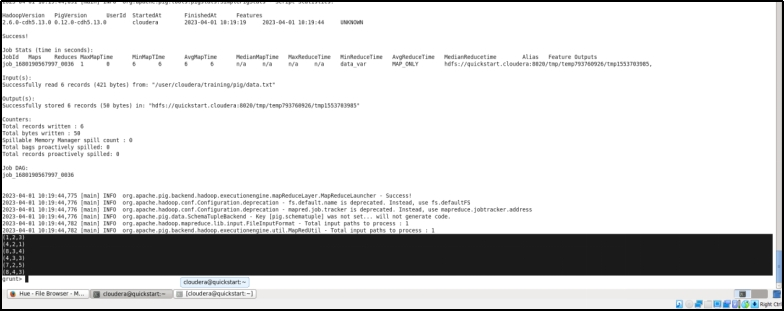 HadoopVersion PigVersion UserId StartedAt FinishedAt Features
2.6.0-cdh5.13.0 0.12.0-cdh5.13.0 cloudera 2023-04-01 10:19:19 2023-04-01 10:19:44 UNKNOWN
Success!
Job Stats (time in seconds):
JobId Maps Reduces MaxMapTime MinMapTIme AvgMapTime MedianMapTime MaxReduceTime MinReduceTime AvgReduceTime MedianReducetime Alias Feature Outputs
job_1680190567997_0036 1 0 6 6 6 6 n/a n/a n/a n/a data_var MAP_ONLY hdfs://quickstart.cloudera:8020/tmp/temp793760926/tmp1553703985,
Input(s):
Successfully read 6 records (421 bytes) from: "/user/cloudera/training/pig/data.txt"
Output(s):
Successfully stored 6 records (50 bytes) in: "hdfs://quickstart.cloudera:8020/tmp/temp793760926/tmp1553703985"
Counters:
Total records written : 6
Total bytes written : 50
Spillable Memory Manager spill count : 0
Total bags proactively spilled: 0
Total records proactively spilled: 0
Job DAG:
job_1680190567997_0036
2023-04-01 10:19:44,775 [main] INFO org.apache.pig.backend.hadoop.executionengine.mapReduceLayer.MapReduceLauncher - Success!
2023-04-01 10:19:44,776 [main] INFO org.apache.hadoop.conf.Configuration.deprecation - fs.default.name is deprecated. Instead, use fs.defaultFS
2023-04-01 10:19:44,776 [main] INFO org.apache.hadoop.conf.Configuration.deprecation - mapred.job.tracker is deprecated. Instead, use mapreduce.jobtracker.address
2023-04-01 10:19:44,776 [main] INFO org.apache.pig.data.SchemaTupleBackend - Key [pig.schematuple] was not set... will not generate code.
2023-04-01 10:19:44,782 [main] INFO org.apache.hadoop.mapreduce.lib.input.FileInputFormat - Total input paths to process : 1
2023-04-01 10:19:44,782 [main] INFO org.apache.pig.backend.hadoop.executionengine.util.MapRedUtil - Total input paths to process : 1
(1,2,3)
(4,2,1)
(8,3,4)
(4,3,3)
(7,2,5)
(8,4,3)
grunt>
cloudera@quickstart:~
Hue - File Browser - M... cloudera@quickstart:~ [cloudera@quickstart:~]
Right Ctrl